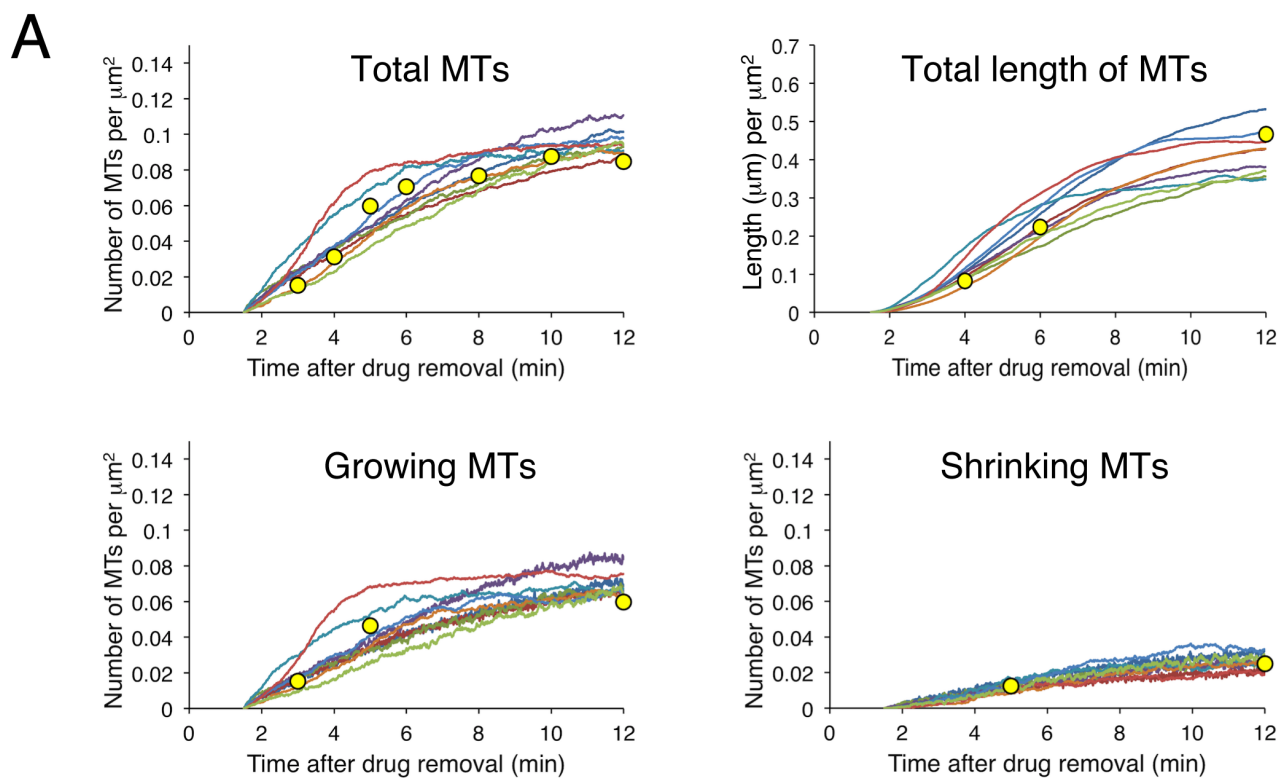 A
Total MTs
Number of MTs per μm²
0.14
0.12
0.1
0.08
0.06
0.04
0.02
0
0 2 4 6 8 10 12
Time after drug removal (min)
Total length of MTs
Length (μm) per μm²
0.7
0.6
0.5
0.4
0.3
0.2
0.1
0
0 2 4 6 8 10 12
Time after drug removal (min)
Growing MTs
Number of MTs per μm²
0.14
0.12
0.1
0.08
0.06
0.04
0.02
0
0 2 4 6 8 10 12
Time after drug removal (min)
Shrinking MTs
Number of MTs per μm²
0.14
0.12
0.1
0.08
0.06
0.04
0.02
0
0 2 4 6 8 10 12
Time after drug removal (min)